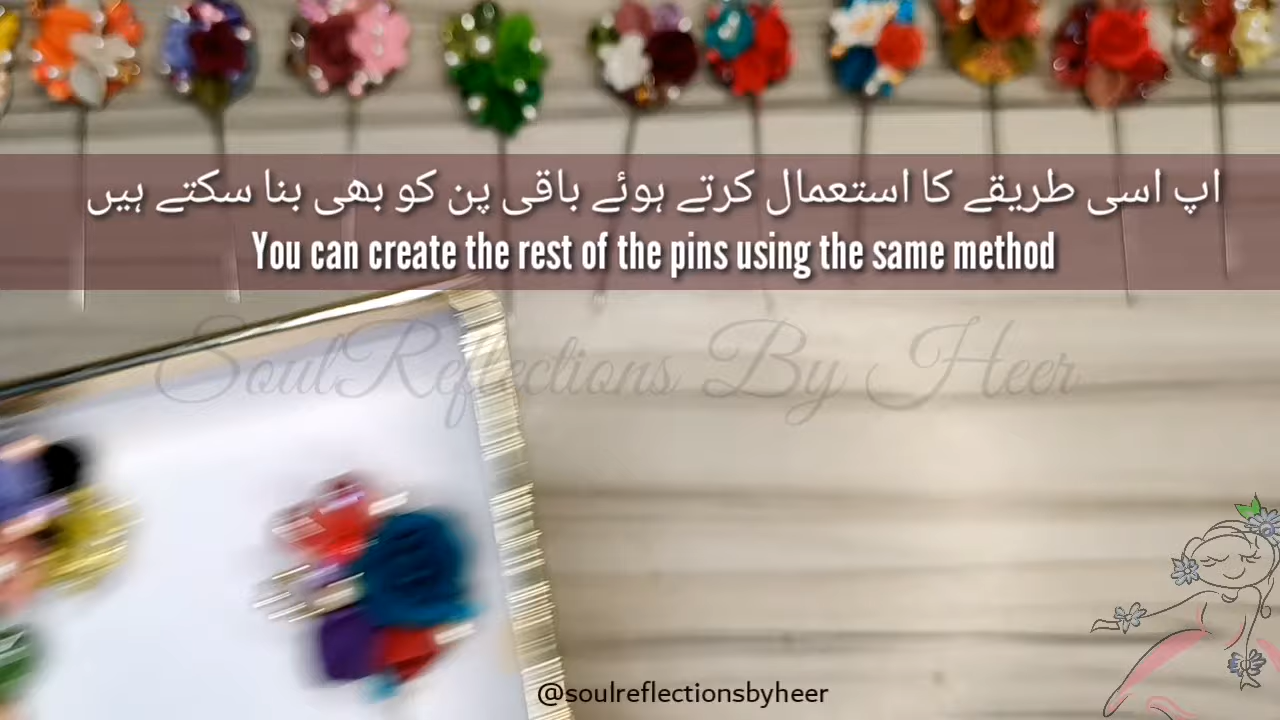 اپ اسی طریقے کا استعمال کرتے ہوئے باقی پن کو بھی بنا سکتے ہیں
You can create the rest of the pins using the same method
SoulReflections By Heer
@soulreflectionsbyheer